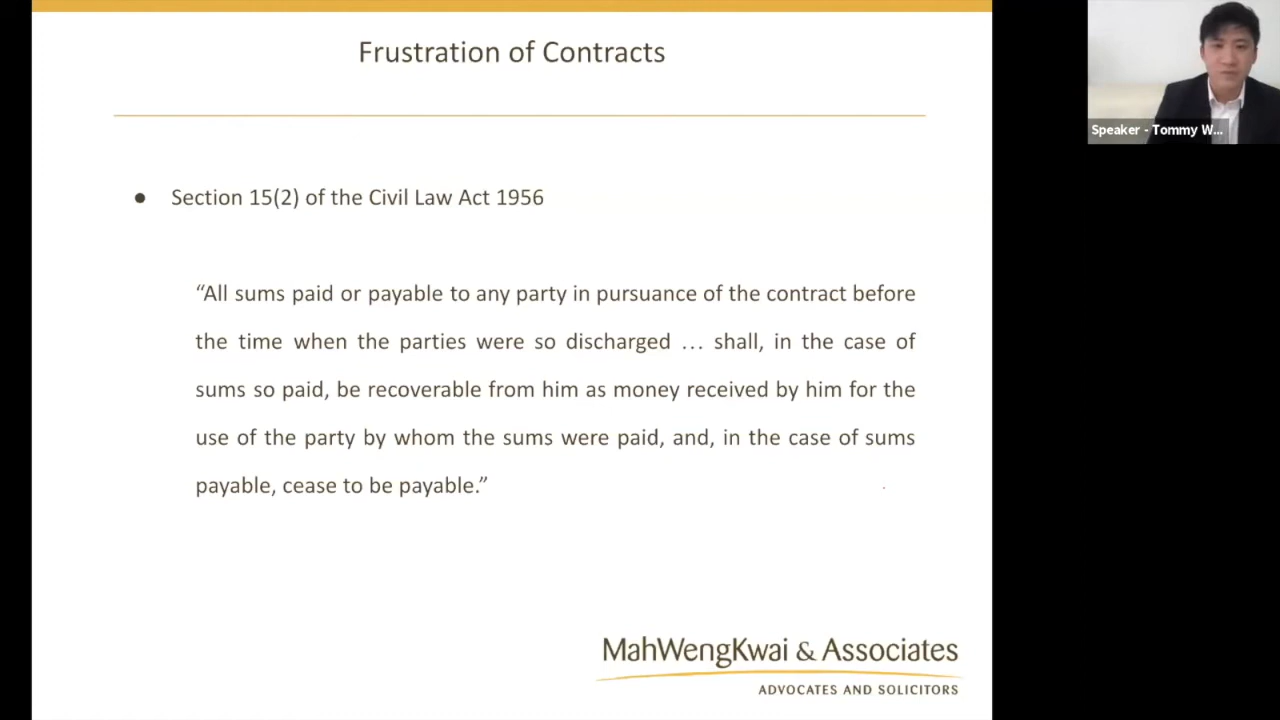 Frustration of Contracts
● Section 15(2) of the Civil Law Act 1956
“All sums paid or payable to any party in pursuance of the contract before
the time when the parties were so discharged … shall, in the case of
sums so paid, be recoverable from him as money received by him for the
use of the party by whom the sums were paid, and, in the case of sums
payable, cease to be payable.”
MahWengKwai & Associates
ADVOCATES AND SOLICITORS
Speaker - Tommy W...